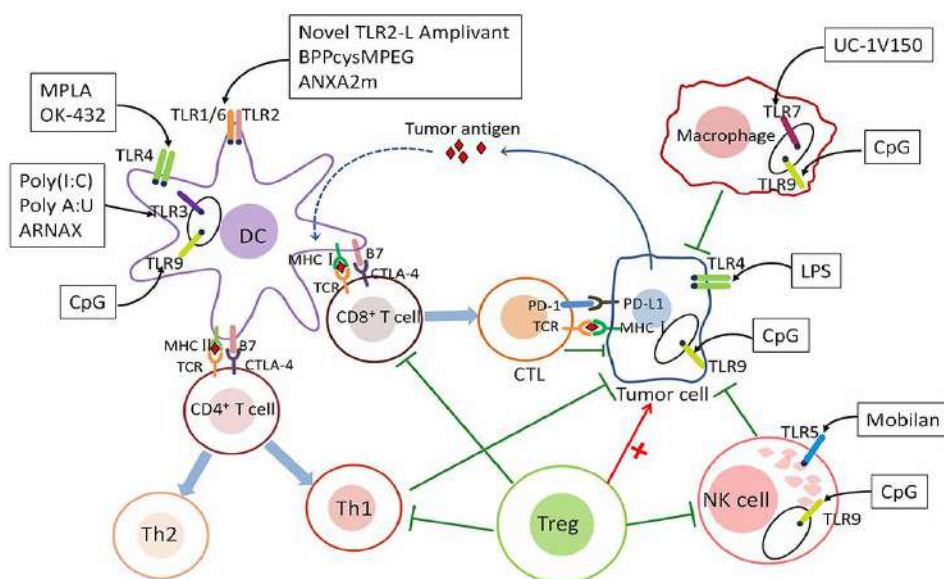 Novel TLR2-L Amplivant
BPPcysMPEG
ANXA2m
UC-1V150
MPLA
OK-432
TLR1/6
TLR2
Tumor antigen
TLR7
Macrophage
CpG
TLR4
TLR9
Poly(I:C)
Poly A:U
ARNAX
TLR3
DC
TLR9
MHC I
B7
TCR
CTLA-4
TLR4
LPS
CpG
CD8⁺ T cell
PD-1
PD-L1
TCR
MHC I
CpG
TLR9
CTL
Tumor cell
MHC II
B7
TCR
CTLA-4
CD4⁺ T cell
Mobilan
TLR5
NK cell
CpG
TLR9
Th1
Treg
Th2